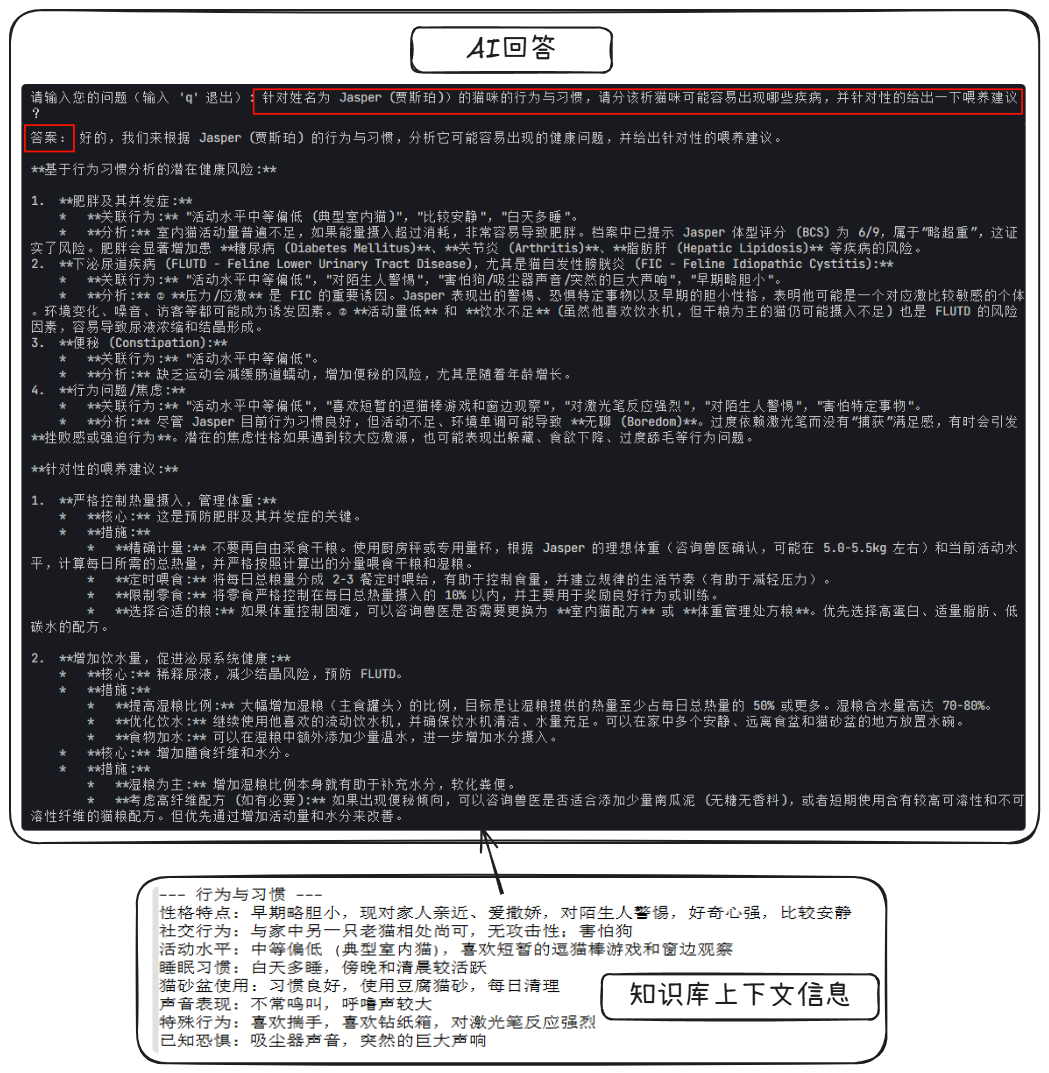 AI回答
请输入您的问题（输入 'q' 退出）: 针对姓名为 Jasper（贾斯珀)）的猫咪的行为与习惯，请分该析猫咪可能容易出现哪些疾病，并针对性的给出一下喂养建议
?
答案: 好的，我们来根据 Jasper（贾斯珀）的行为与习惯，分析它可能容易出现的健康问题，并给出针对性的喂养建议。
**基于行为习惯分析的潜在健康风险:**
1. **肥胖及其并发症:**
* **关联行为:** "活动水平中等偏低（典型室内猫）", "比较安静", "白天多睡"。
* **分析:** 室内猫活动量普遍不足，如果能量摄入超过消耗，非常容易导致肥胖。档案中已提示 Jasper 体型评分（BCS）为 6/9，属于“略超重”，这证
实了风险。肥胖会显著增加患 **糖尿病（Diabetes Mellitus)**、**关节炎（Arthritis)**、**脂肪肝（Hepatic Lipidosis)** 等疾病的风险。
2. **下泌尿道疾病（FLUTD - Feline Lower Urinary Tract Disease)，尤其是猫自发性膀胱炎（FIC - Feline Idiopathic Cystitis):**
* **关联行为:** "活动水平中等偏低", "对陌生人警惕", "害怕狗/吸尘器声音/突然的巨大声响", "早期略胆小"。
* **分析:** ① **压力/应激** 是 FIC 的重要诱因。Jasper 表现出的警惕、恐惧特定事物以及早期的胆小性格，表明他可能是一个对应激比较敏感的个体
。环境变化、噪音、访客等都可能成为诱发因素。② **活动量低** 和 **饮水不足**（虽然他喜欢饮水机，但干粮为主的猫仍可能摄入不足）也是 FLUTD 的风险
因素，容易导致尿液浓缩和结晶形成。
3. **便秘（Constipation):**
* **关联行为:** "活动水平中等偏低"。
* **分析:** 缺乏运动会减缓肠道蠕动，增加便秘的风险，尤其是随着年龄增长。
4. **行为问题/焦虑:**
* **关联行为:** "活动水平中等偏低", "喜欢短暂的逗猫棒游戏和窗边观察", "对激光笔反应强烈", "对陌生人警惕", "害怕特定事物"。
* **分析:** 尽管 Jasper 目前行为习惯良好，但活动不足、环境单调可能导致 **无聊（Boredom)**。过度依赖激光笔而没有“捕获”满足感，有时会引发
**挫败感或强迫行为**。潜在的焦虑性格如果遇到较大应激源，也可能表现出躲藏、食欲下降、过度舔毛等行为问题。
**针对性的喂养建议:**
1. **严格控制热量摄入，管理体重:**
* **核心:** 这是预防肥胖及其并发症的关键。
* **措施:**
* **精确计量:** 不要再自由采食干粮。使用厨房秤或专用量杯，根据 Jasper 的理想体重（咨询兽医确认，可能在 5.0-5.5kg 左右）和当前活动水
平，计算每日所需的总热量，并严格按照计算出的分量喂食干粮和湿粮。
* **定时喂食:** 将每日总粮量分成 2-3 餐定时喂给，有助于控制食量，并建立规律的生活节奏（有助于减轻压力）。
* **限制零食:** 将零食严格控制在每日总热量摄入的 10% 以内，并主要用于奖励良好行为或训练。
* **选择合适的粮:** 如果体重控制困难，可以咨询兽医是否需要更换为 **室内猫配方** 或 **体重管理处方粮**。优先选择高蛋白、适量脂肪、低
碳水的配方。
2. **增加饮水量，促进泌尿系统健康:**
* **核心:** 稀释尿液，减少结晶风险，预防 FLUTD。
* **措施:**
* **提高湿粮比例:** 大幅增加湿粮（主食罐头）的比例，目标是让湿粮提供的热量至少占每日总热量的 50% 或更多。湿粮含水量高达 70-80%。
* **优化饮水:** 继续使用他喜欢的流动饮水机，并确保饮水机清洁、水量充足。可以在家中多个安静、远离食盆和猫砂盆的地方放置水碗。
* **食物加水:** 可以在湿粮中额外添加少量温水，进一步增加水分摄入。
* **核心:** 增加膳食纤维和水分。
* **措施:**
* **湿粮为主:** 增加湿粮比例本身就有助于补充水分，软化粪便。
* **考虑高纤维配方（如有必要):** 如果出现便秘倾向，可以咨询兽医是否适合添加少量南瓜泥（无糖无香料），或者短期使用含有较高可溶性和不可
溶性纤维的猫粮配方。但优先通过增加活动量和水分来改善。
--- 行为与习惯 ---
性格特点: 早期略胆小，现对家人亲近、爱撒娇，对陌生人警惕，好奇心强，比较安静
社交行为: 与家中另一只老猫相处尚可，无攻击性；害怕狗
活动水平: 中等偏低（典型室内猫），喜欢短暂的逗猫棒游戏和窗边观察
睡眠习惯: 白天多睡，傍晚和清晨较活跃
猫砂盆使用: 习惯良好，使用豆腐猫砂，每日清理
声音表现: 不常鸣叫，呼噜声较大
特殊行为: 喜欢揣手，喜欢钻纸箱，对激光笔反应强烈
已知恐惧: 吸尘器声音，突然的巨大声响
知识库上下文信息